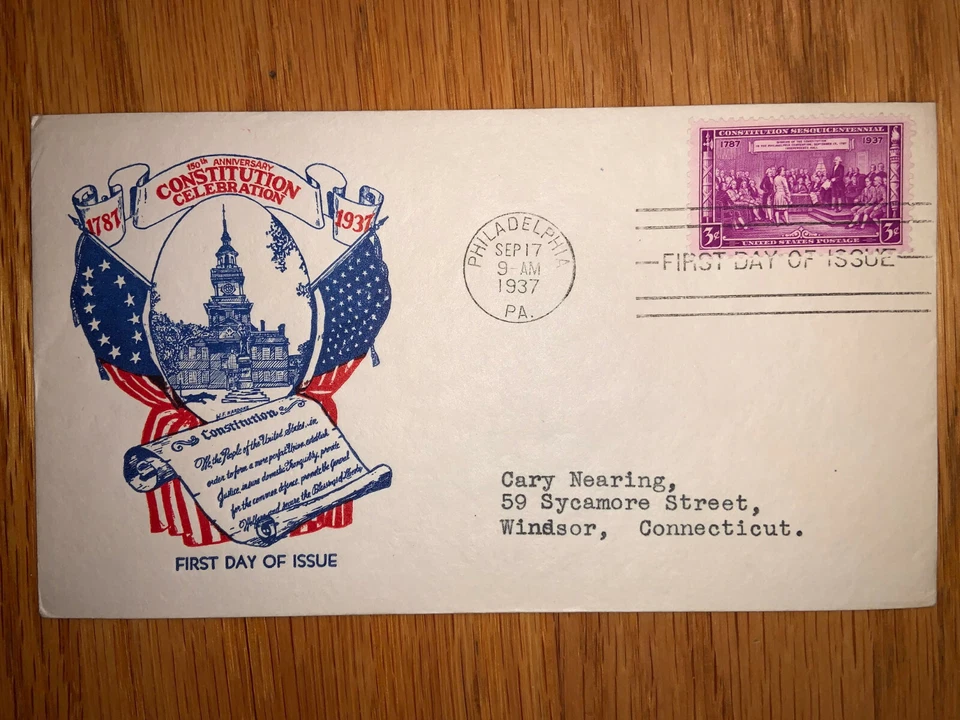 150th ANNIVERSARY
CONSTITUTION
CELEBRATION
1787
1937
Constitution
We, the People of the United States, in
order to form a more perfect Union, establish
Justice, insure domestic Tranquility, provide
for the common defence, promote the General
Welfare, and secure the Blessings of Liberty
FIRST DAY OF ISSUE
PHILADELPHIA
SEP 17
9-AM
1937
PA.
CONSTITUTION SESQUICENTENNIAL
1787
1937
3¢
UNITED STATES POSTAGE
3¢
FIRST DAY OF ISSUE
Cary Nearing,
59 Sycamore Street,
Windsor, Connecticut.